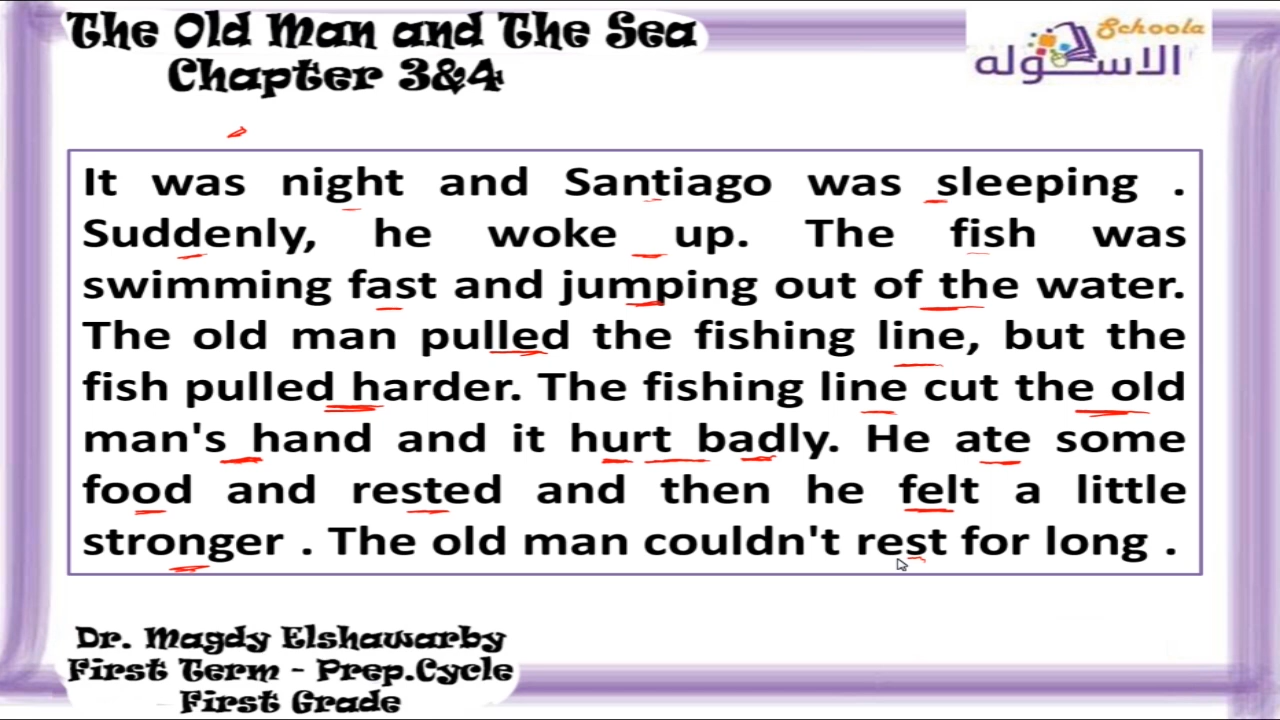 The Old Man and The Sea
Chapter 3&4
Schoola
الاسكوله
It was night and Santiago was sleeping .
Suddenly, he woke up. The fish was
swimming fast and jumping out of the water.
The old man pulled the fishing line, but the
fish pulled harder. The fishing line cut the old
man's hand and it hurt badly. He ate some
food and rested and then he felt a little
stronger . The old man couldn't rest for long .
Dr. Magdy Elshawarby
First Term - Prep.Cycle
First Grade